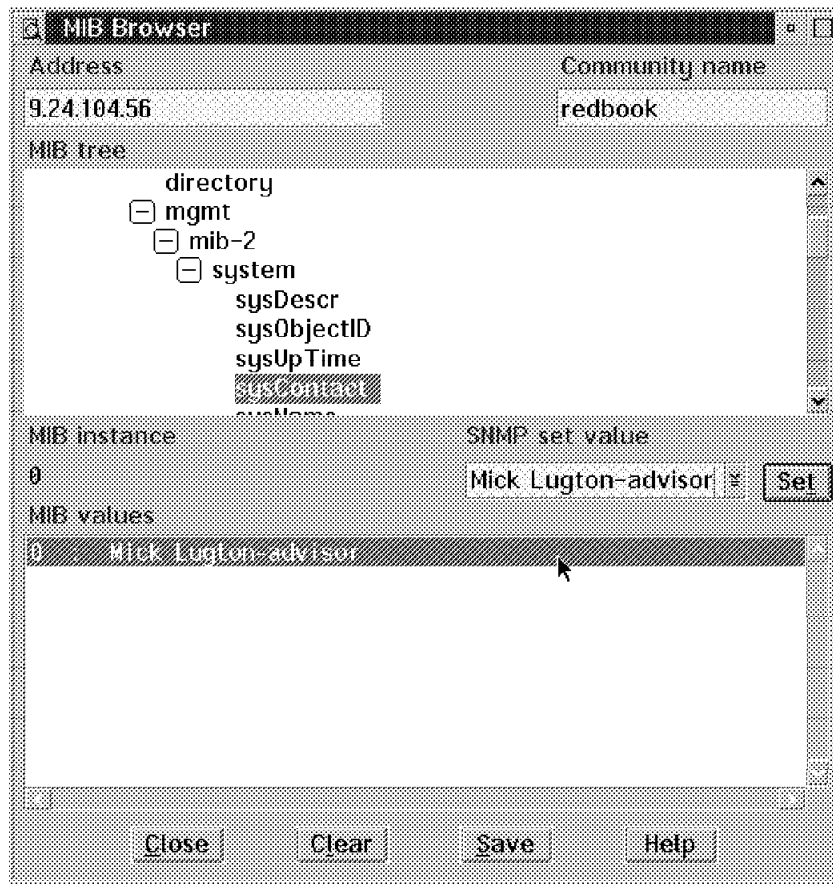 MIB Browser
Address Community name
9.24.104.56 redbook
MIB tree
directory
mgmt
mib-2
system
sysDescr
sysObjectID
sysUpTime
sysContact
sysName
MIB instance SNMP set value
0 Mick Lugton-advisor Set
MIB values
0 : Mick Lugton-advisor
Close Clear Save Help